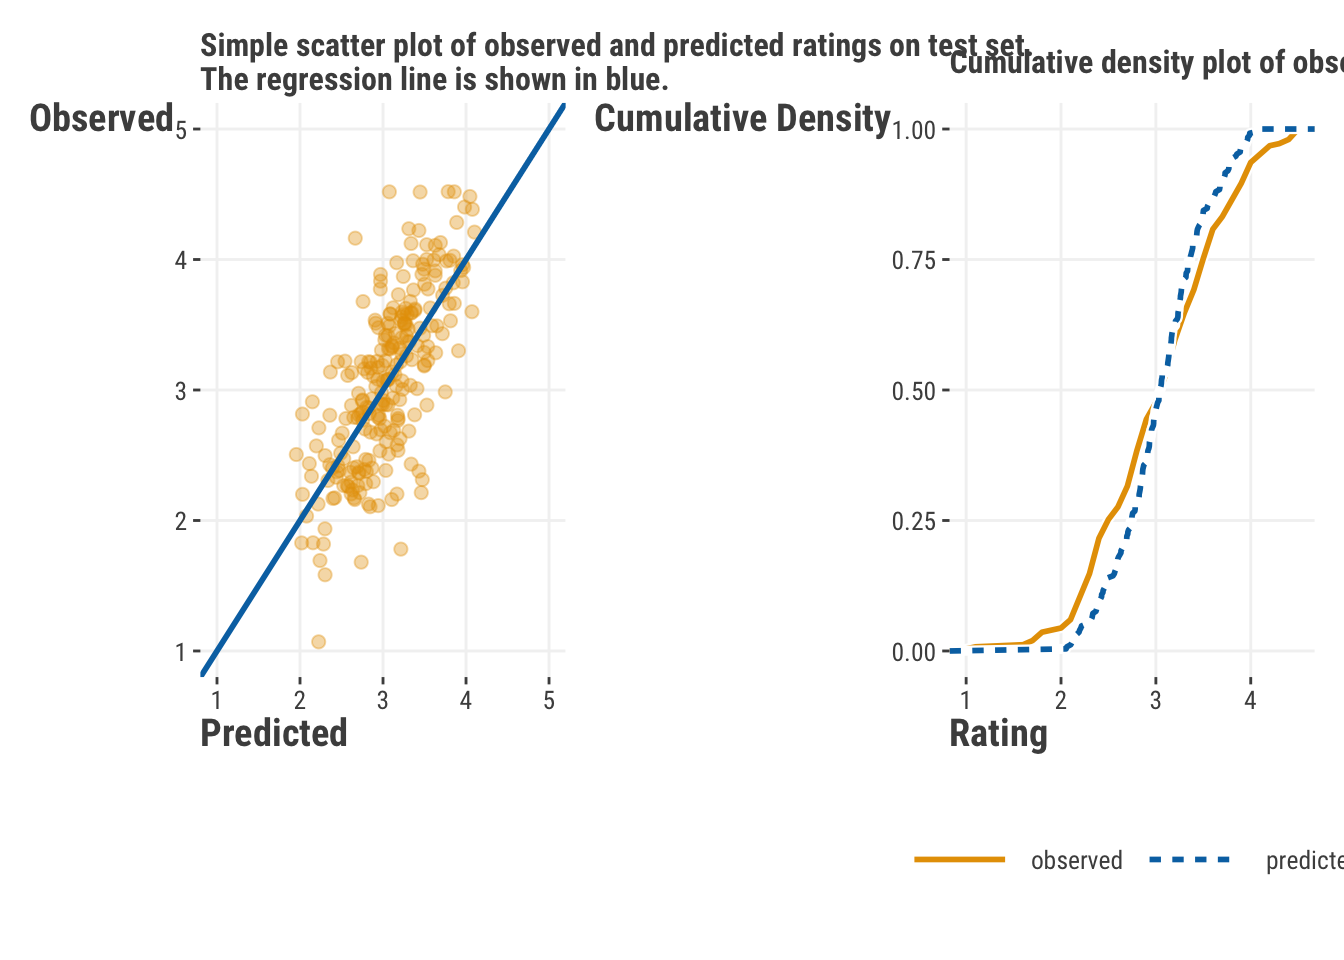 Simple scatter plot of observed and predicted ratings on test set.
The regression line is shown in blue.
Observed
5
4
3
2
1
1 2 3 4 5
Predicted
Cumulative density plot of
Cumulative Density
1.00
0.75
0.50
0.25
0.00
1 2 3 4
Rating
observed